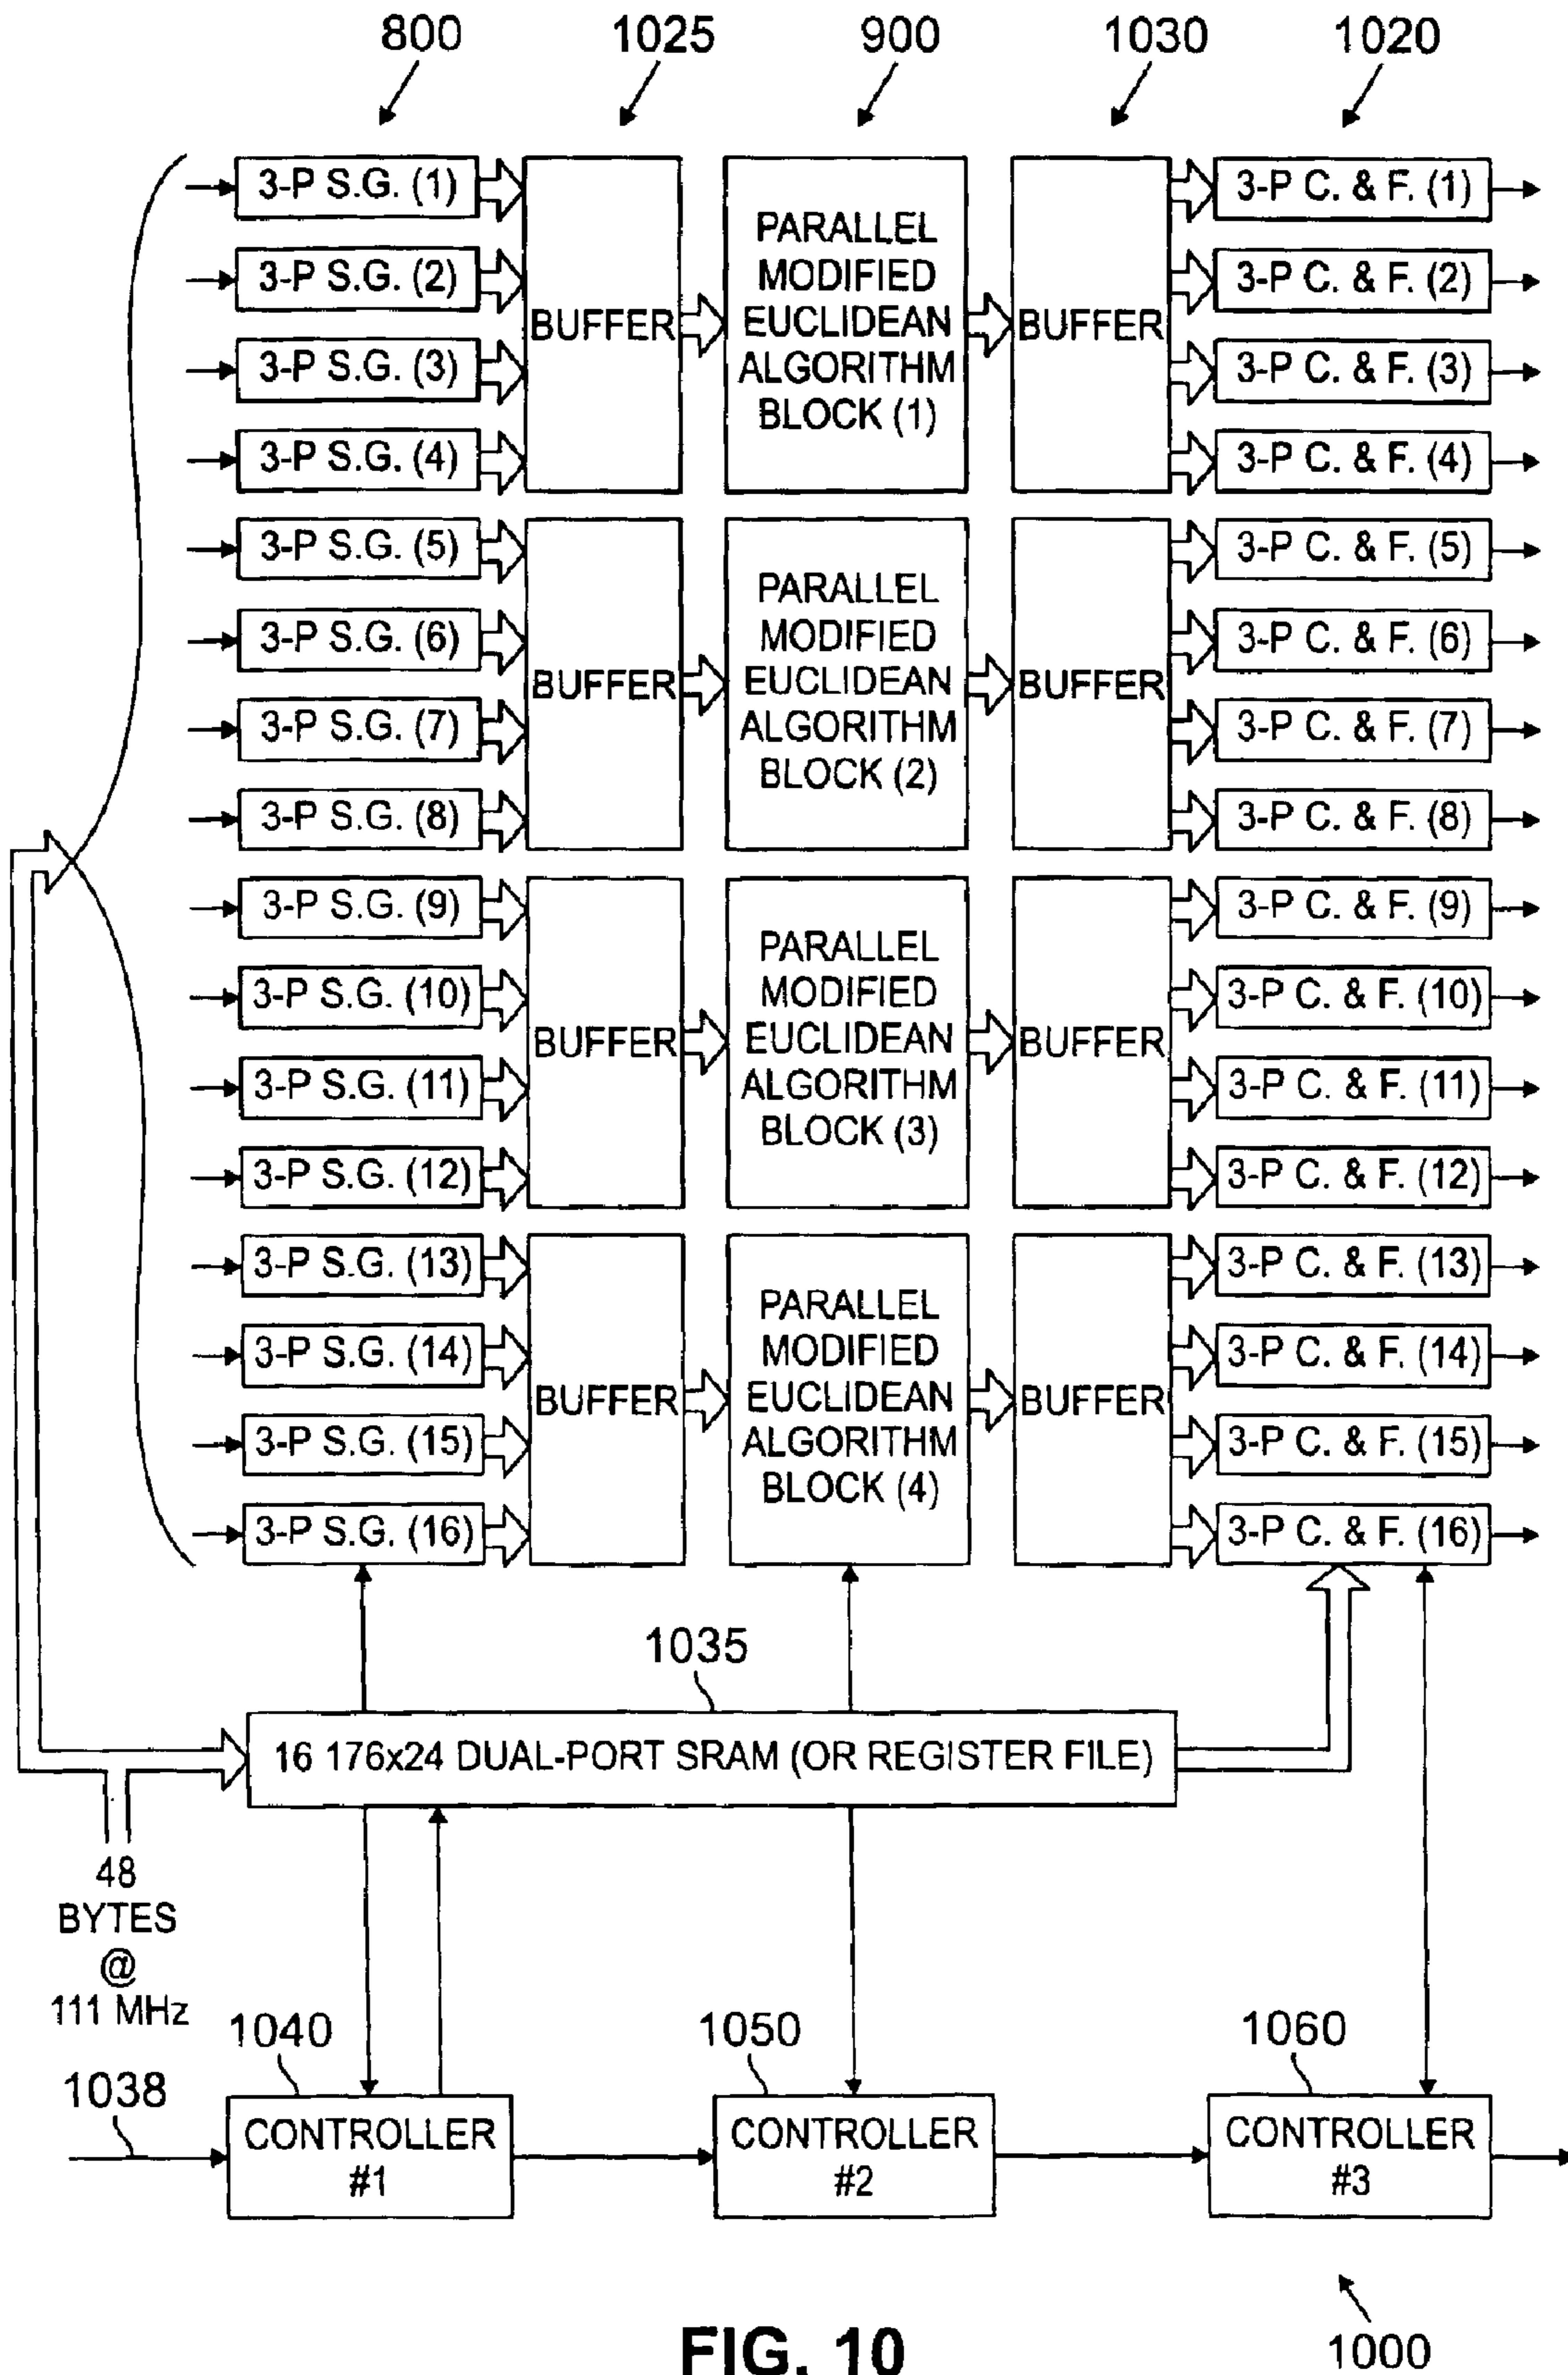 800
1025
900
1030
1020
3-P S.G. (1)
3-P S.G. (2)
3-P S.G. (3)
3-P S.G. (4)
BUFFER
PARALLEL
MODIFIED
EUCLIDEAN
ALGORITHM
BLOCK (1)
BUFFER
3-P C. & F. (1)
3-P C. & F. (2)
3-P C. & F. (3)
3-P C. & F. (4)
3-P S.G. (5)
3-P S.G. (6)
3-P S.G. (7)
3-P S.G. (8)
BUFFER
PARALLEL
MODIFIED
EUCLIDEAN
ALGORITHM
BLOCK (2)
BUFFER
3-P C. & F. (5)
3-P C. & F. (6)
3-P C. & F. (7)
3-P C. & F. (8)
3-P S.G. (9)
3-P S.G. (10)
3-P S.G. (11)
3-P S.G. (12)
BUFFER
PARALLEL
MODIFIED
EUCLIDEAN
ALGORITHM
BLOCK (3)
BUFFER
3-P C. & F. (9)
3-P C. & F. (10)
3-P C. & F. (11)
3-P C. & F. (12)
3-P S.G. (13)
3-P S.G. (14)
3-P S.G. (15)
3-P S.G. (16)
BUFFER
PARALLEL
MODIFIED
EUCLIDEAN
ALGORITHM
BLOCK (4)
BUFFER
3-P C. & F. (13)
3-P C. & F. (14)
3-P C. & F. (15)
3-P C. & F. (16)
1035
16 176x24 DUAL-PORT SRAM (OR REGISTER FILE)
48
BYTES
@
111 MHz
1038
1040
CONTROLLER
#1
1050
CONTROLLER
#2
1060
CONTROLLER
#3
FIG. 10
1000